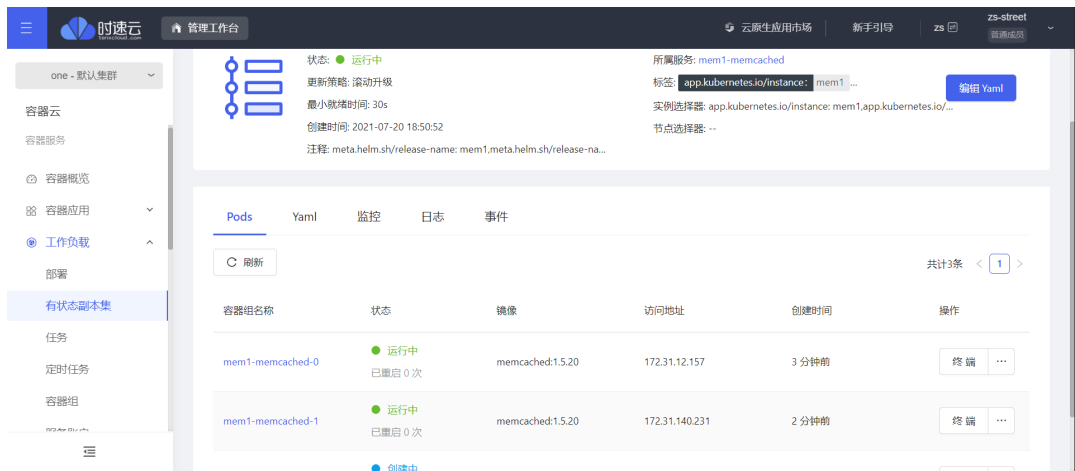 时速云
tenxcloud.com
管理工作台
云原生应用市场
新手引导
zs
zs-street
普通成员
one - 默认集群
容器云
容器服务
容器概览
容器应用
工作负载
部署
有状态副本集
任务
定时任务
容器组
服务账户
状态: 运行中
更新策略: 滚动升级
最小就绪时间: 30s
创建时间: 2021-07-20 18:50:52
注释: meta.helm.sh/release-name: mem1,meta.helm.sh/release-na...
所属服务: mem1-memcached
标签: app.kubernetes.io/instance: mem1 ...
实例选择器: app.kubernetes.io/instance: mem1,app.kubernetes.io/...
节点选择器: --
编辑 Yaml
Pods Yaml 监控 日志 事件
刷新
共计3条 < 1 >
容器组名称 状态 镜像 访问地址 创建时间 操作
mem1-memcached-0 运行中 已重启 0 次 memcached:1.5.20 172.31.12.157 3 分钟前 终端 ...
mem1-memcached-1 运行中 已重启 0 次 memcached:1.5.20 172.31.140.231 2 分钟前 终端 ...
创建中